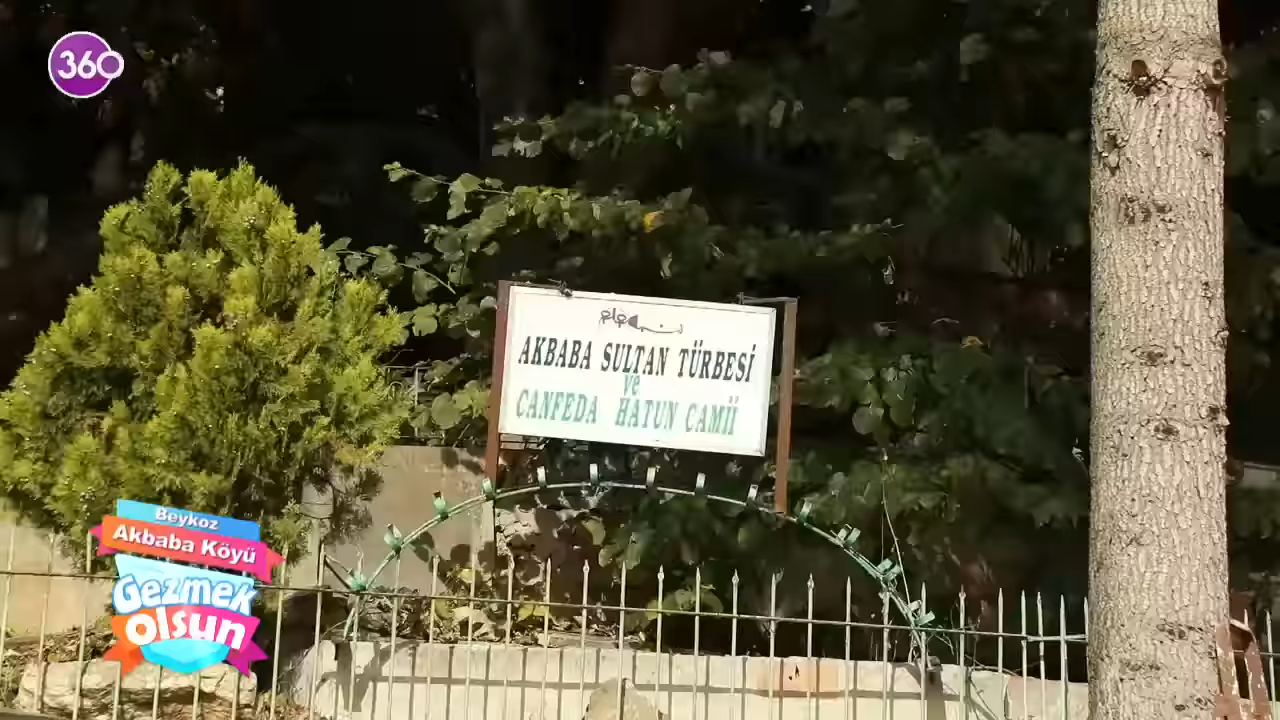 360
AKBABA SULTAN TÜRBESİ
ve
CANFEDA HATUN CAMİİ
Beykoz
Akbaba Köyü
Gezmek
olsun